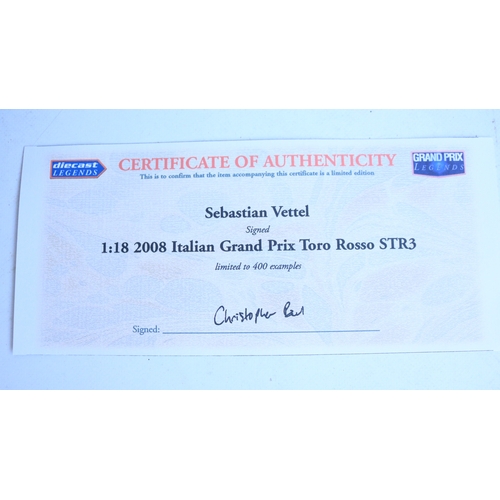 diecast
LEGENDS
CERTIFICATE OF AUTHENTICITY
This is to confirm that the item accompanying this certificate is a limited edition
GRAND PRIX
LEGENDS
Sebastian Vettel
Signed
1:18 2008 Italian Grand Prix Toro Rosso STR3
limited to 400 examples
Christopher
Signed: